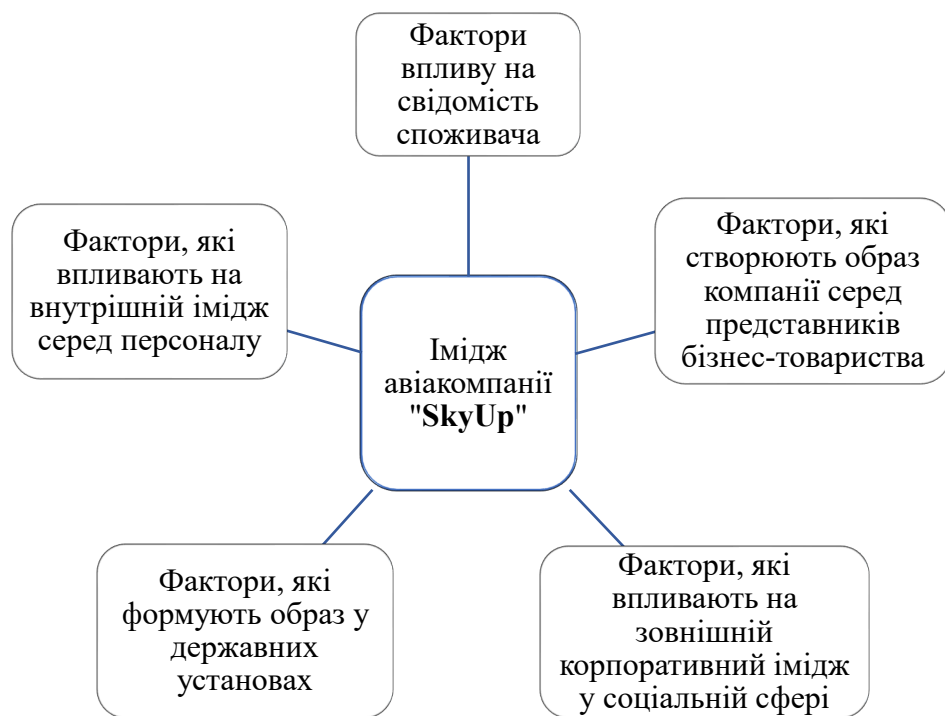 Фактори
впливу на
свідомість
споживача
Фактори, які
впливають на
внутрішній імідж
серед персоналу
Фактори, які
створюють образ
компанії серед
представників
бізнес-товариства
Імідж
авіакомпанії
"SkyUp"
Фактори, які
формують образ у
державних
установах
Фактори, які
впливають на
зовнішній
корпоративний імідж
у соціальній сфері